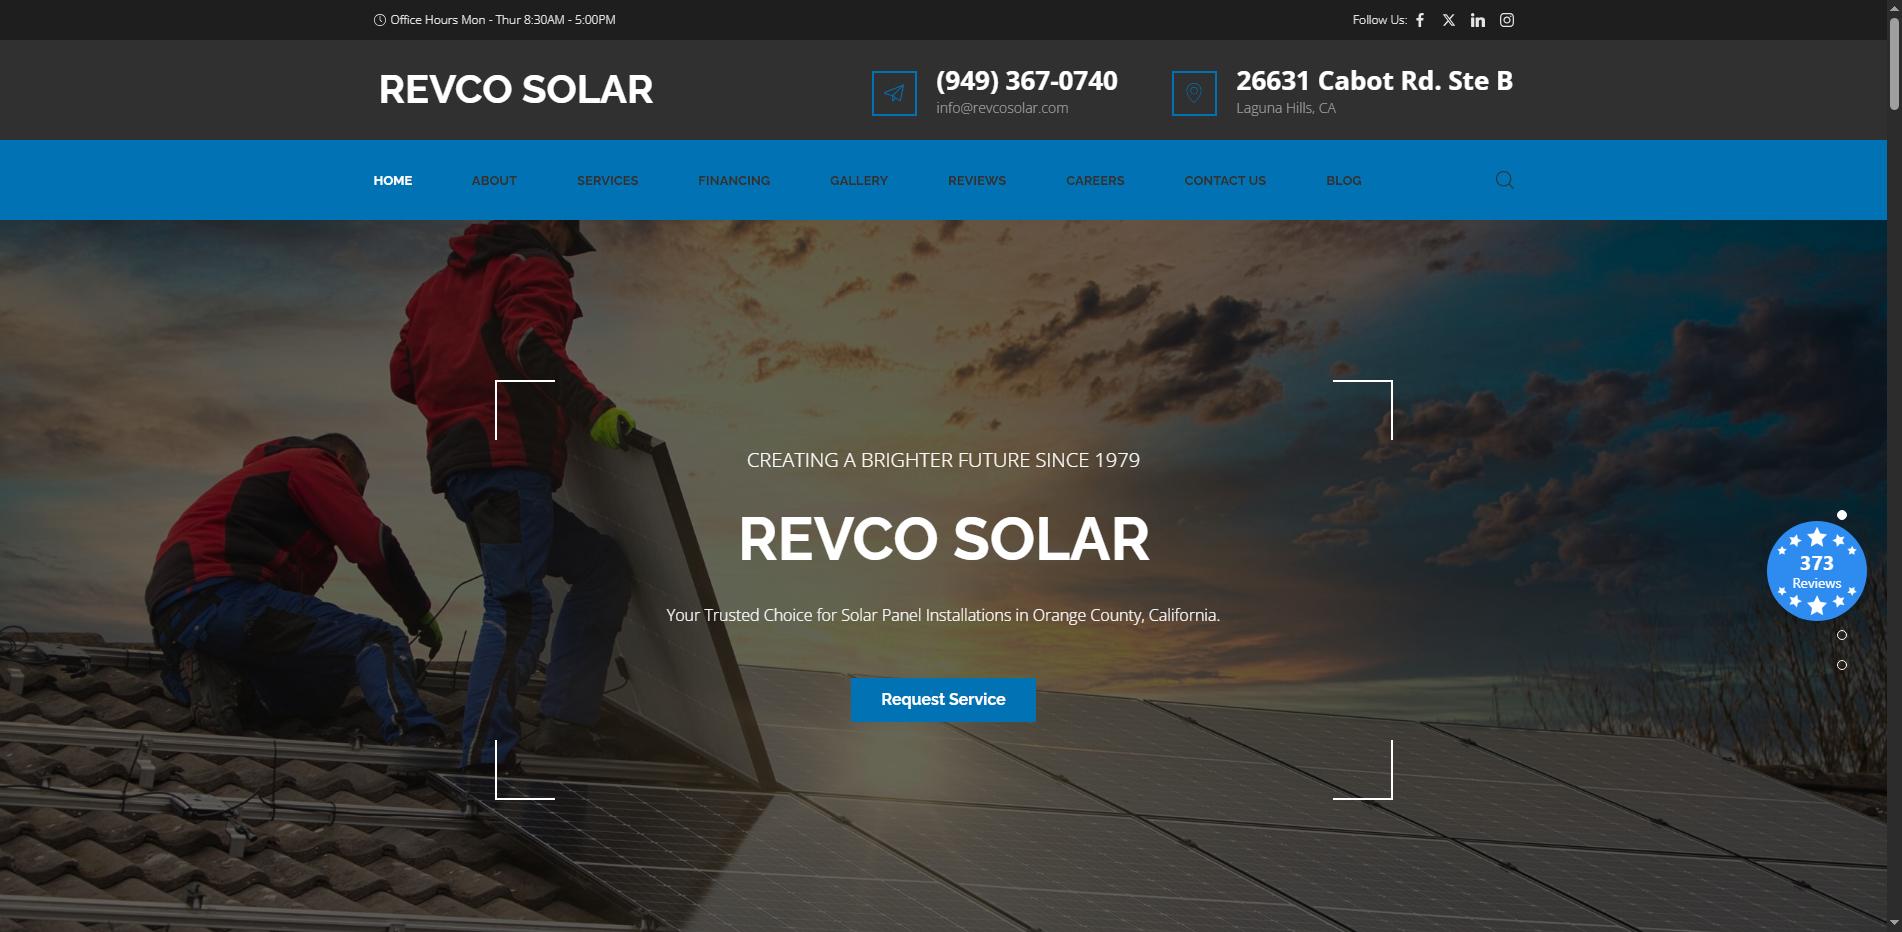 Office Hours Mon - Thur 8:30AM - 5:00PM
Follow Us:
REVCO SOLAR
(949) 367-0740
info@revcosolar.com
26631 Cabot Rd. Ste B
Laguna Hills, CA
HOME ABOUT SERVICES FINANCING GALLERY REVIEWS CAREERS CONTACT US BLOG
CREATING A BRIGHTER FUTURE SINCE 1979
REVCO SOLAR
Your Trusted Choice for Solar Panel Installations in Orange County, California.
Request Service
373
Reviews